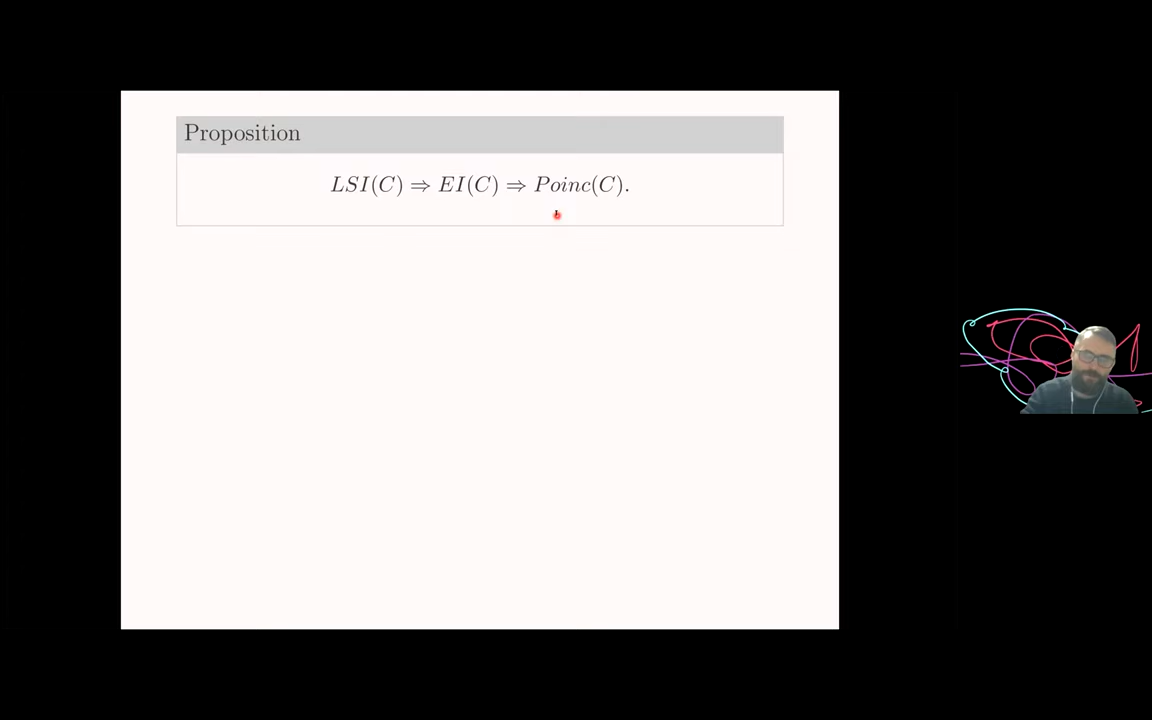 Proposition
LSI(C) ⇒ EI(C) ⇒ Poinc(C).